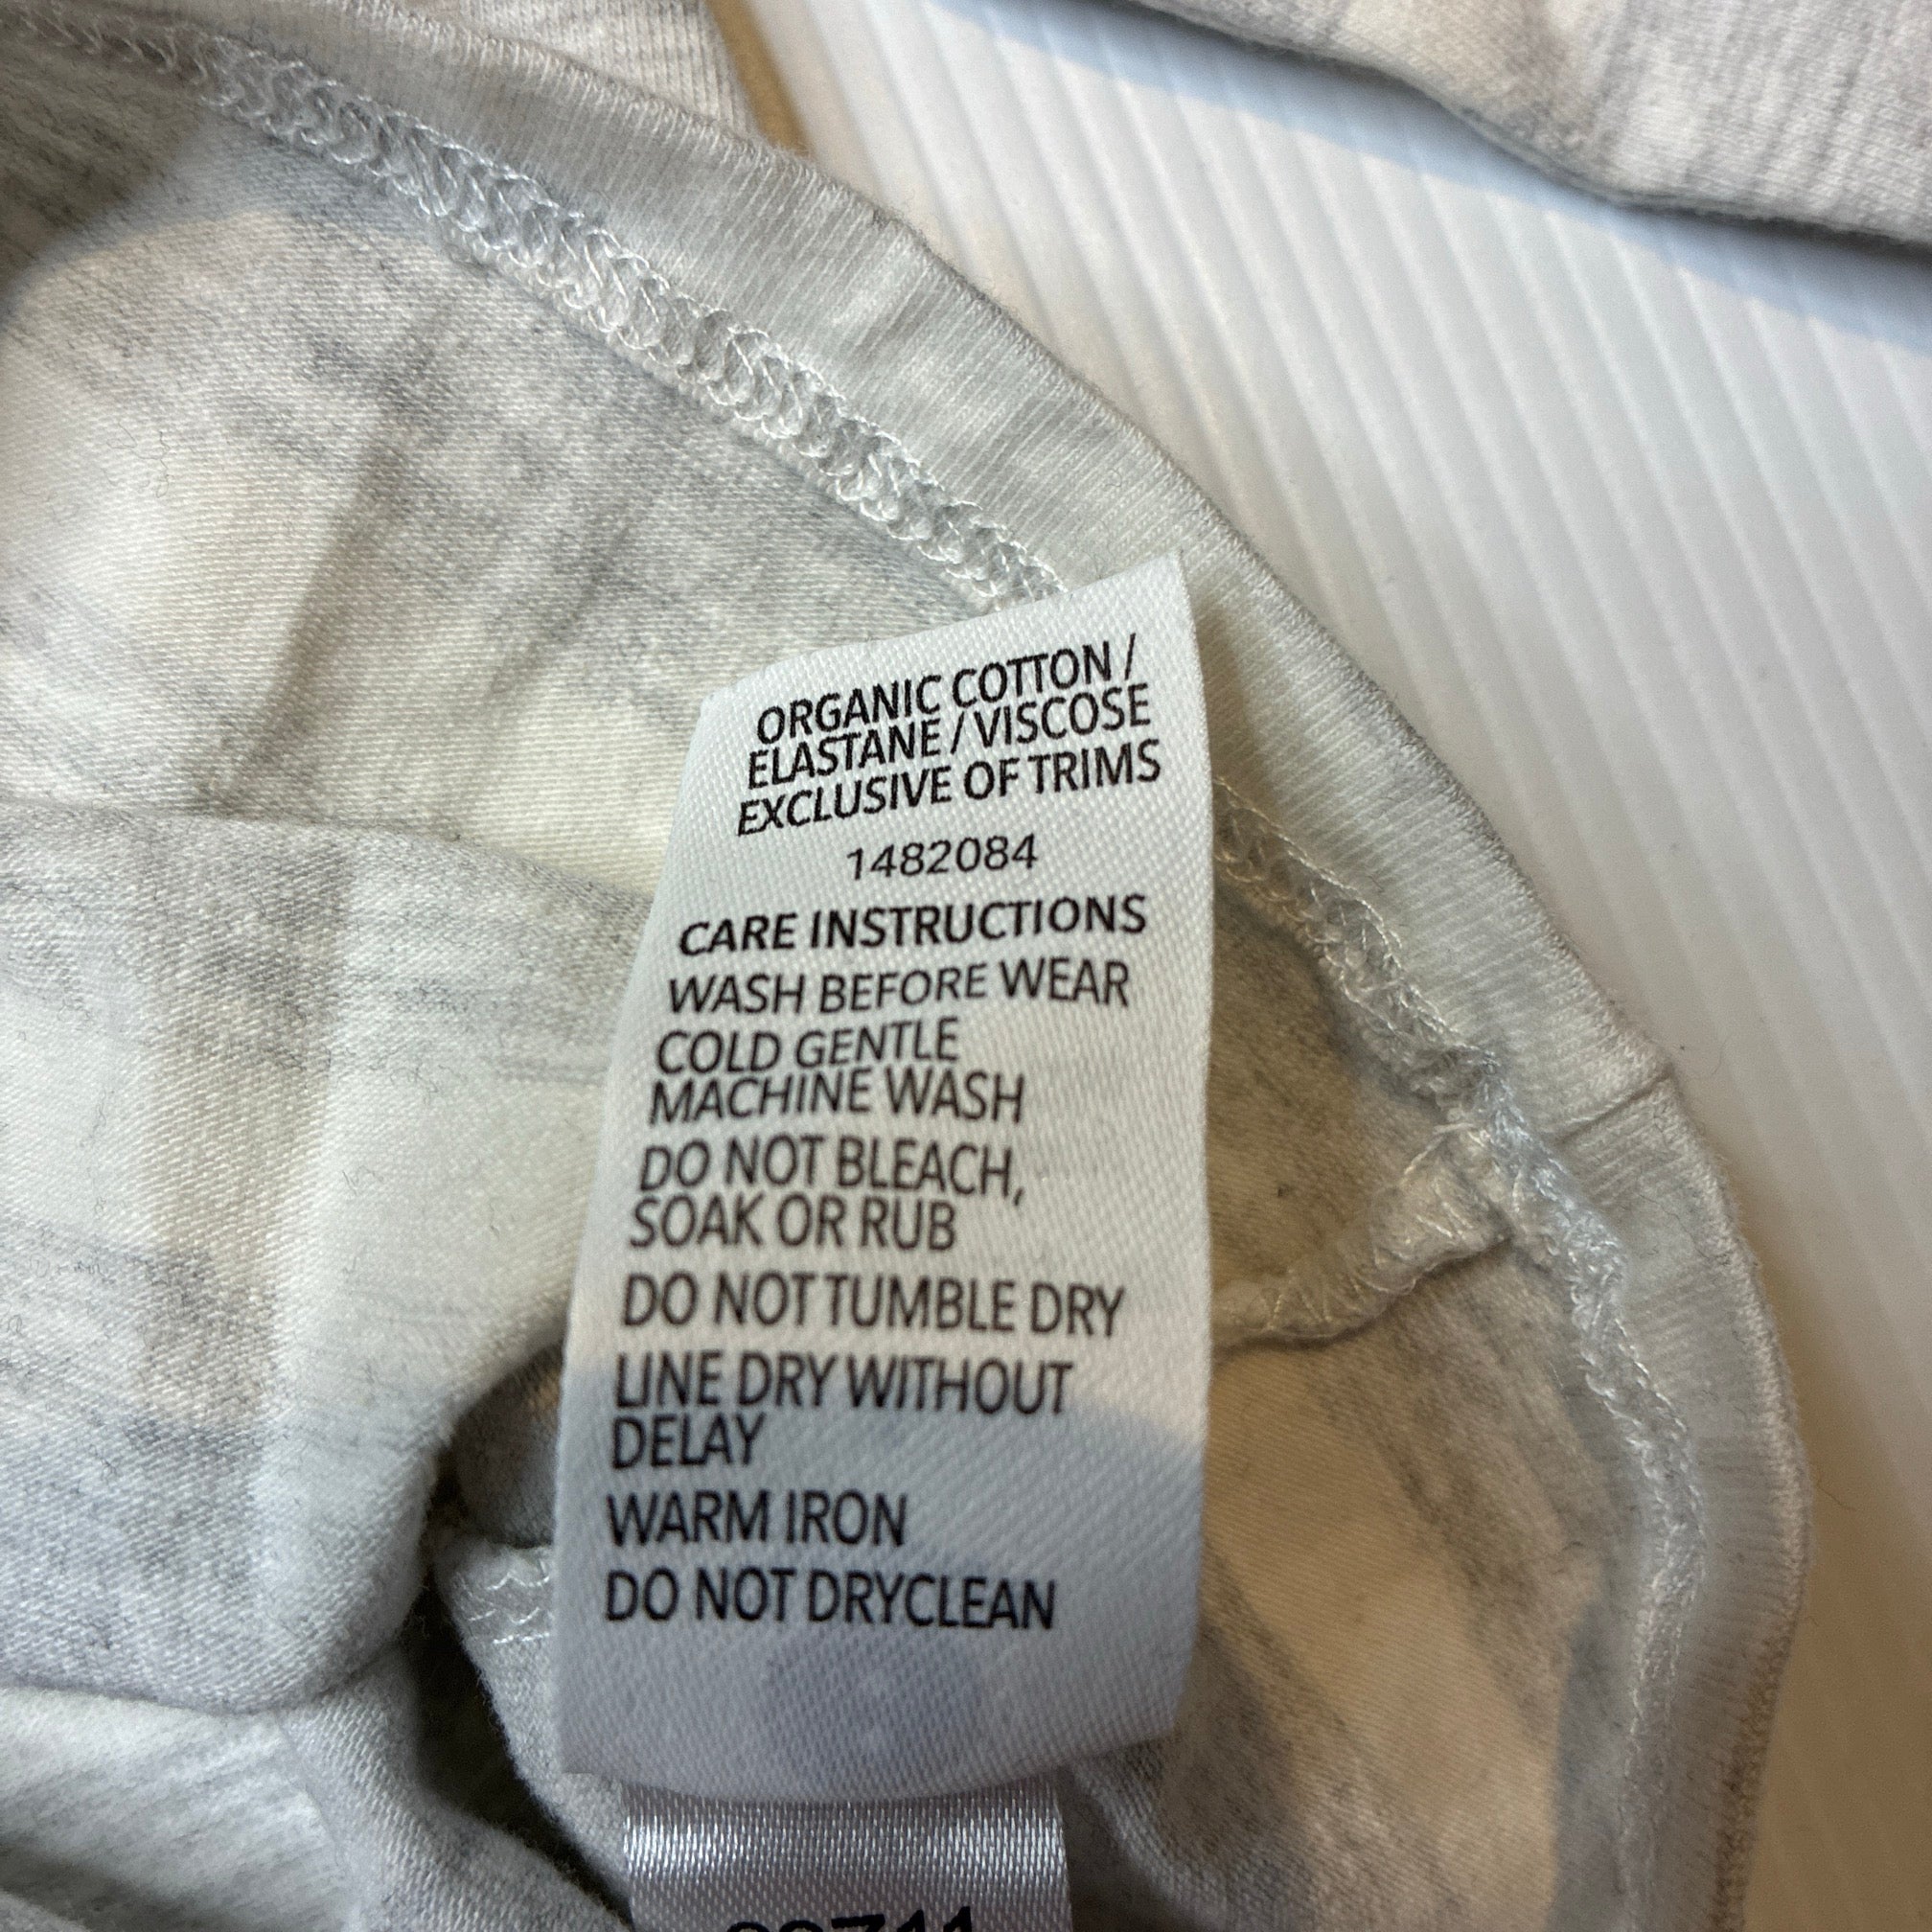 ORGANIC COTTON /
ELASTANE / VISCOSE
EXCLUSIVE OF TRIMS
1482084
CARE INSTRUCTIONS
WASH BEFORE WEAR
COLD GENTLE
MACHINE WASH
DO NOT BLEACH,
SOAK OR RUB
DO NOT TUMBLE DRY
LINE DRY WITHOUT
DELAY
WARM IRON
DO NOT DRYCLEAN